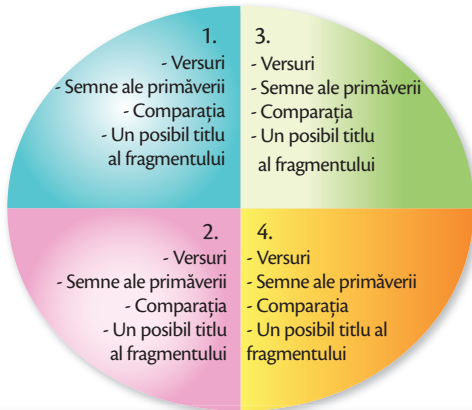 1.
- Versuri
- Semne ale primăverii
- Comparația
- Un posibil titlu
al fragmentului
2.
- Versuri
- Semne ale primăverii
- Comparația
- Un posibil titlu
al fragmentului
3.
- Versuri
- Semne ale primăverii
- Comparația
- Un posibil titlu
al fragmentului
4.
- Versuri
- Semne ale primăverii
- Comparația
- Un posibil titlu al
fragmentului